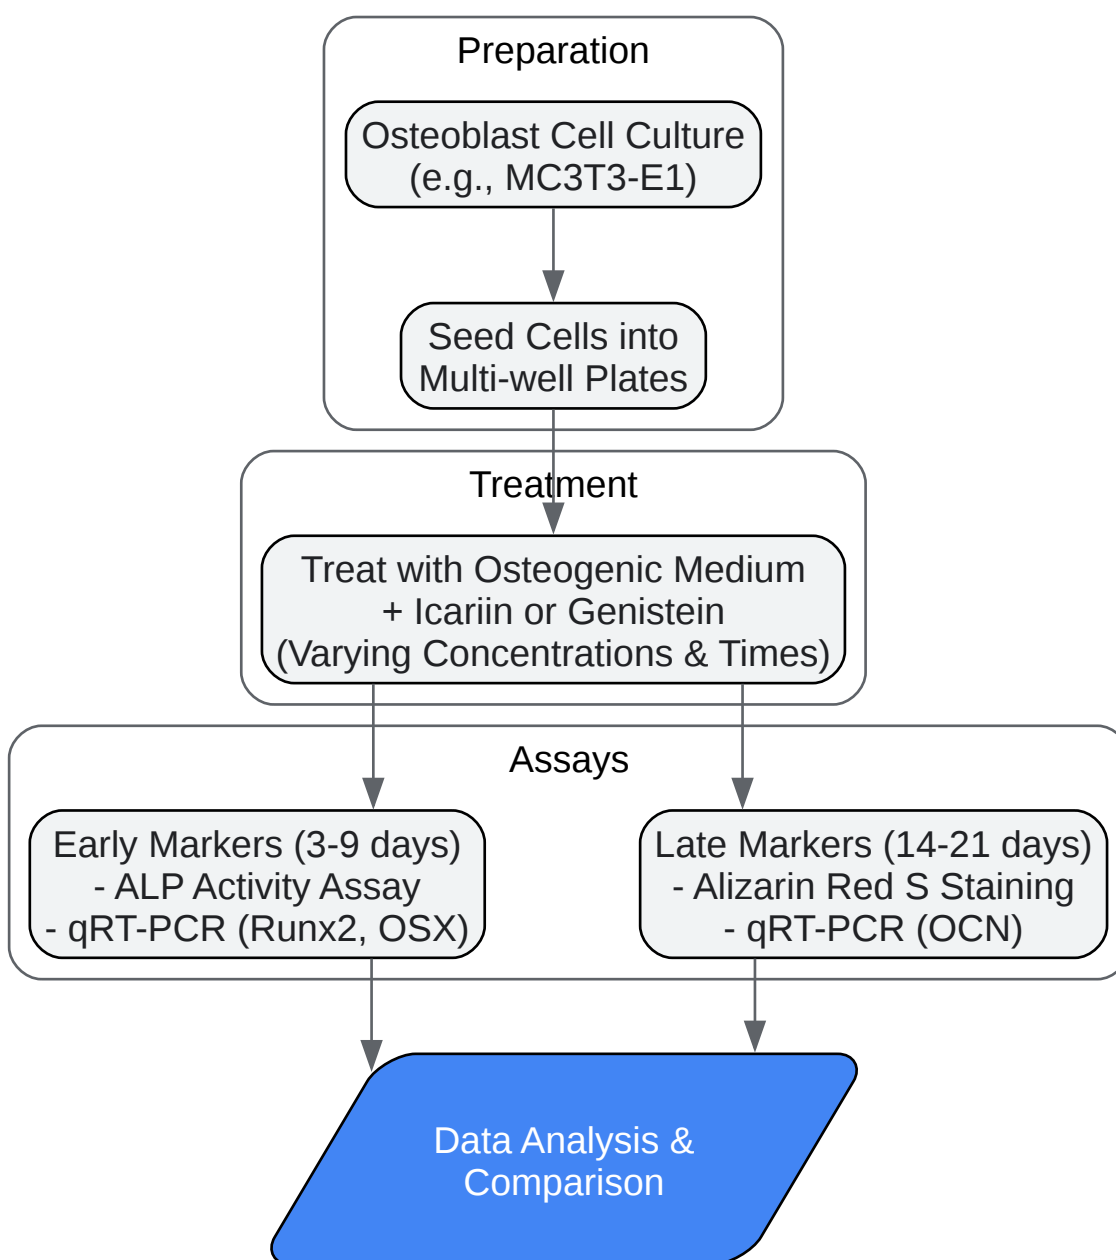 Preparation
Osteoblast Cell Culture
(e.g., MC3T3-E1)
Seed Cells into
Multi-well Plates
Treatment
Treat with Osteogenic Medium
+ Icariin or Genistein
(Varying Concentrations & Times)
Assays
Early Markers (3-9 days)
- ALP Activity Assay
- qRT-PCR (Runx2, OSX)
Late Markers (14-21 days)
- Alizarin Red S Staining
- qRT-PCR (OCN)
Data Analysis &
Comparison